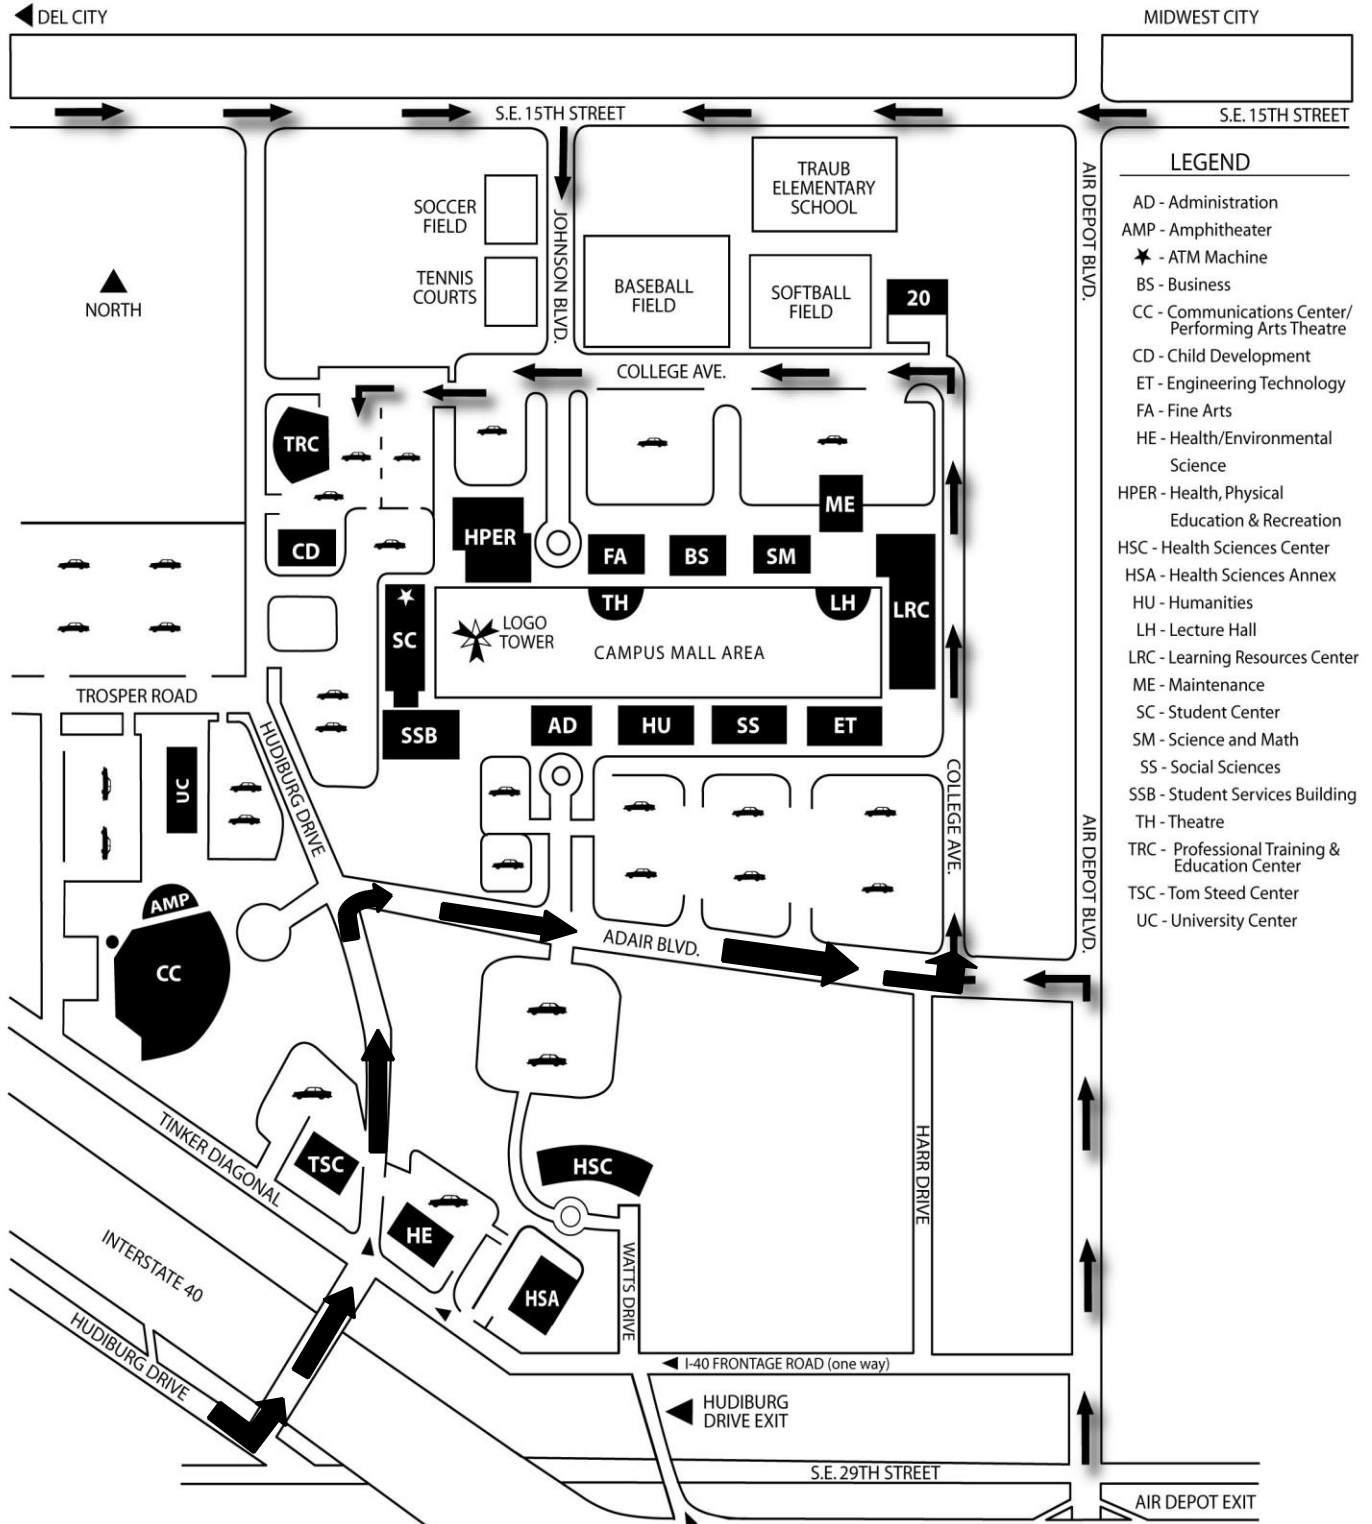 DEL CITY
MIDWEST CITY
S.E. 15TH STREET
S.E. 15TH STREET
LEGEND
AD - Administration
AMP - Amphitheater
★ - ATM Machine
BS - Business
CC - Communications Center/
Performing Arts Theatre
CD - Child Development
ET - Engineering Technology
FA - Fine Arts
HE - Health/Environmental
Science
HPER - Health, Physical
Education & Recreation
HSC - Health Sciences Center
HSA - Health Sciences Annex
HU - Humanities
LH - Lecture Hall
LRC - Learning Resources Center
ME - Maintenance
SC - Student Center
SM - Science and Math
SS - Social Sciences
SSB - Student Services Building
TH - Theatre
TRC - Professional Training &
Education Center
TSC - Tom Steed Center
UC - University Center
AIR DEPOT BLVD.
TRAUB
ELEMENTARY
SCHOOL
SOCCER
FIELD
JOHNSON BLVD.
TENNIS
COURTS
BASEBALL
FIELD
SOFTBALL
FIELD
20
NORTH
COLLEGE AVE.
TRC
ME
HPER
CD
FA
BS
SM
TH
LH
LRC
SC
LOGO
TOWER
CAMPUS MALL AREA
TROSPER ROAD
SSB
AD
HU
SS
ET
HUDIBURG DRIVE
UC
COLLEGE AVE.
AIR DEPOT BLVD.
AMP
CC
ADAIR BLVD.
TINKER DIAGONAL
TSC
HSC
HARR DRIVE
HE
WATTS DRIVE
HSA
INTERSTATE 40
HUDIBURG DRIVE
I-40 FRONTAGE ROAD (one way)
HUDIBURG
DRIVE EXIT
S.E. 29TH STREET
AIR DEPOT EXIT